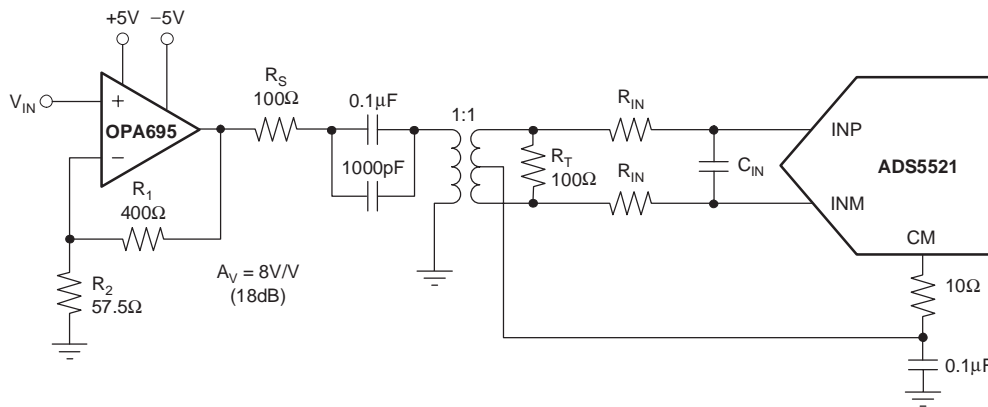 +5V
−5V
V_IN
+
OPA695
−
R_S
100Ω
0.1μF
1000pF
1:1
R_T
100Ω
R_IN
R_IN
C_IN
INP
INM
ADS5521
CM
10Ω
0.1μF
R_1
400Ω
R_2
57.5Ω
A_V = 8V/V
(18dB)